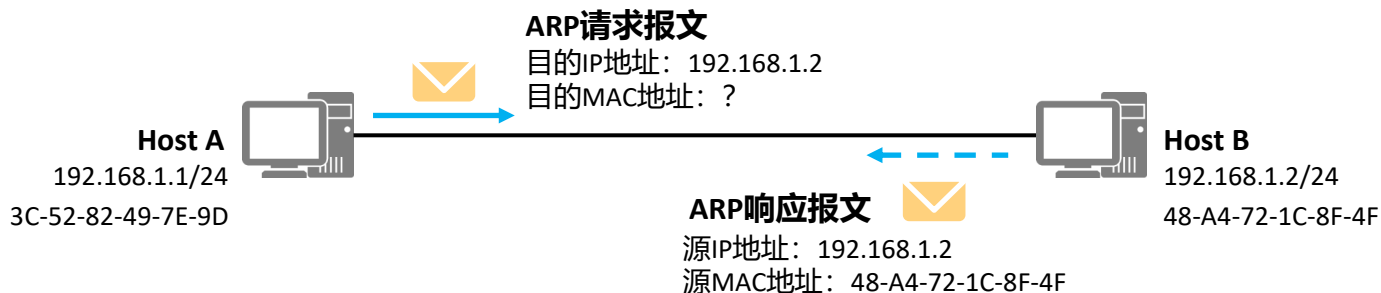 ARP请求报文
目的IP地址：192.168.1.2
目的MAC地址：?
Host A
192.168.1.1/24
3C-52-82-49-7E-9D
Host B
192.168.1.2/24
48-A4-72-1C-8F-4F
ARP响应报文
源IP地址：192.168.1.2
源MAC地址：48-A4-72-1C-8F-4F